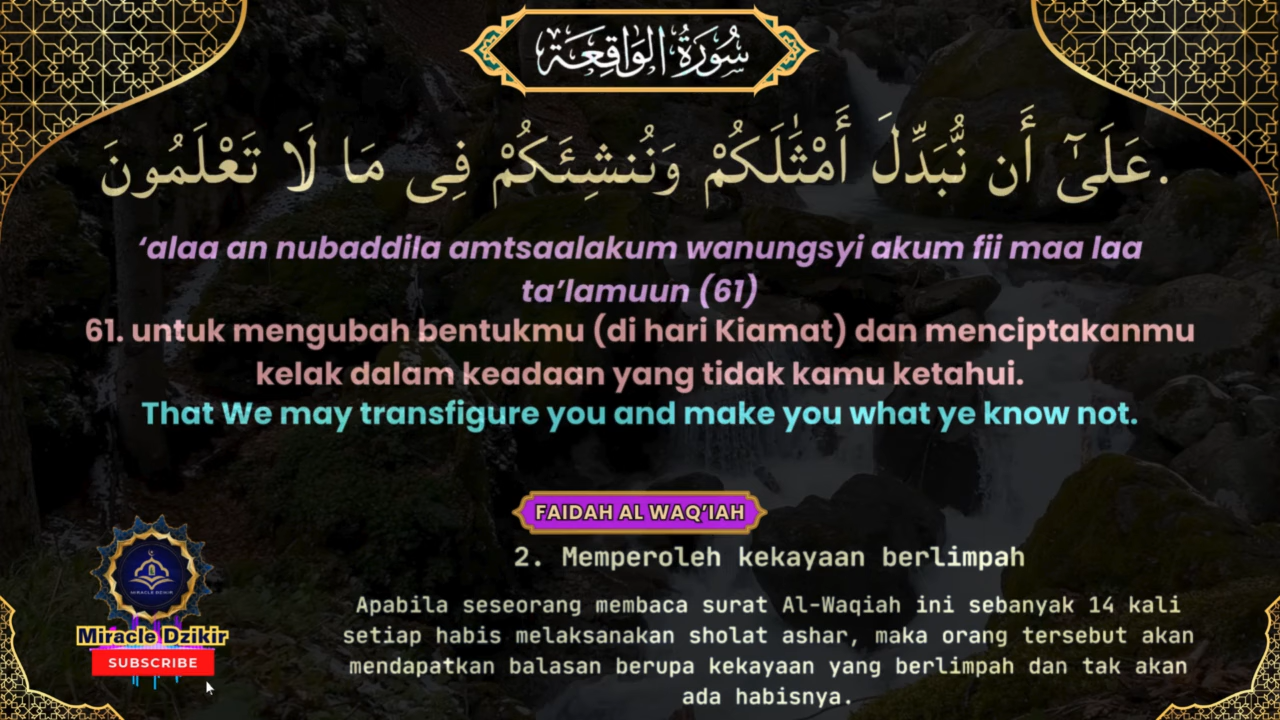 سُورَةُ الوَاقِعَة
عَلَىٰٓ أَن نُّبَدِّلَ أَمْثَٰلَكُمْ وَنُنشِئَكُمْ فِى مَا لَا تَعْلَمُونَ.
‘alaa an nubaddila amtsaalakum wanungsyi akum fii maa laa
ta’lamuun (61)
61. untuk mengubah bentukmu (di hari Kiamat) dan menciptakanmu
kelak dalam keadaan yang tidak kamu ketahui.
That We may transfigure you and make you what ye know not.
FAIDAH AL WAQ’IAH
2. Memperoleh kekayaan berlimpah
Apabila seseorang membaca surat Al-Waqiah ini sebanyak 14 kali
setiap habis melaksanakan sholat ashar, maka orang tersebut akan
mendapatkan balasan berupa kekayaan yang berlimpah dan tak akan
ada habisnya.
MIRACLE DZIKIR
Miracle Dzikir
SUBSCRIBE